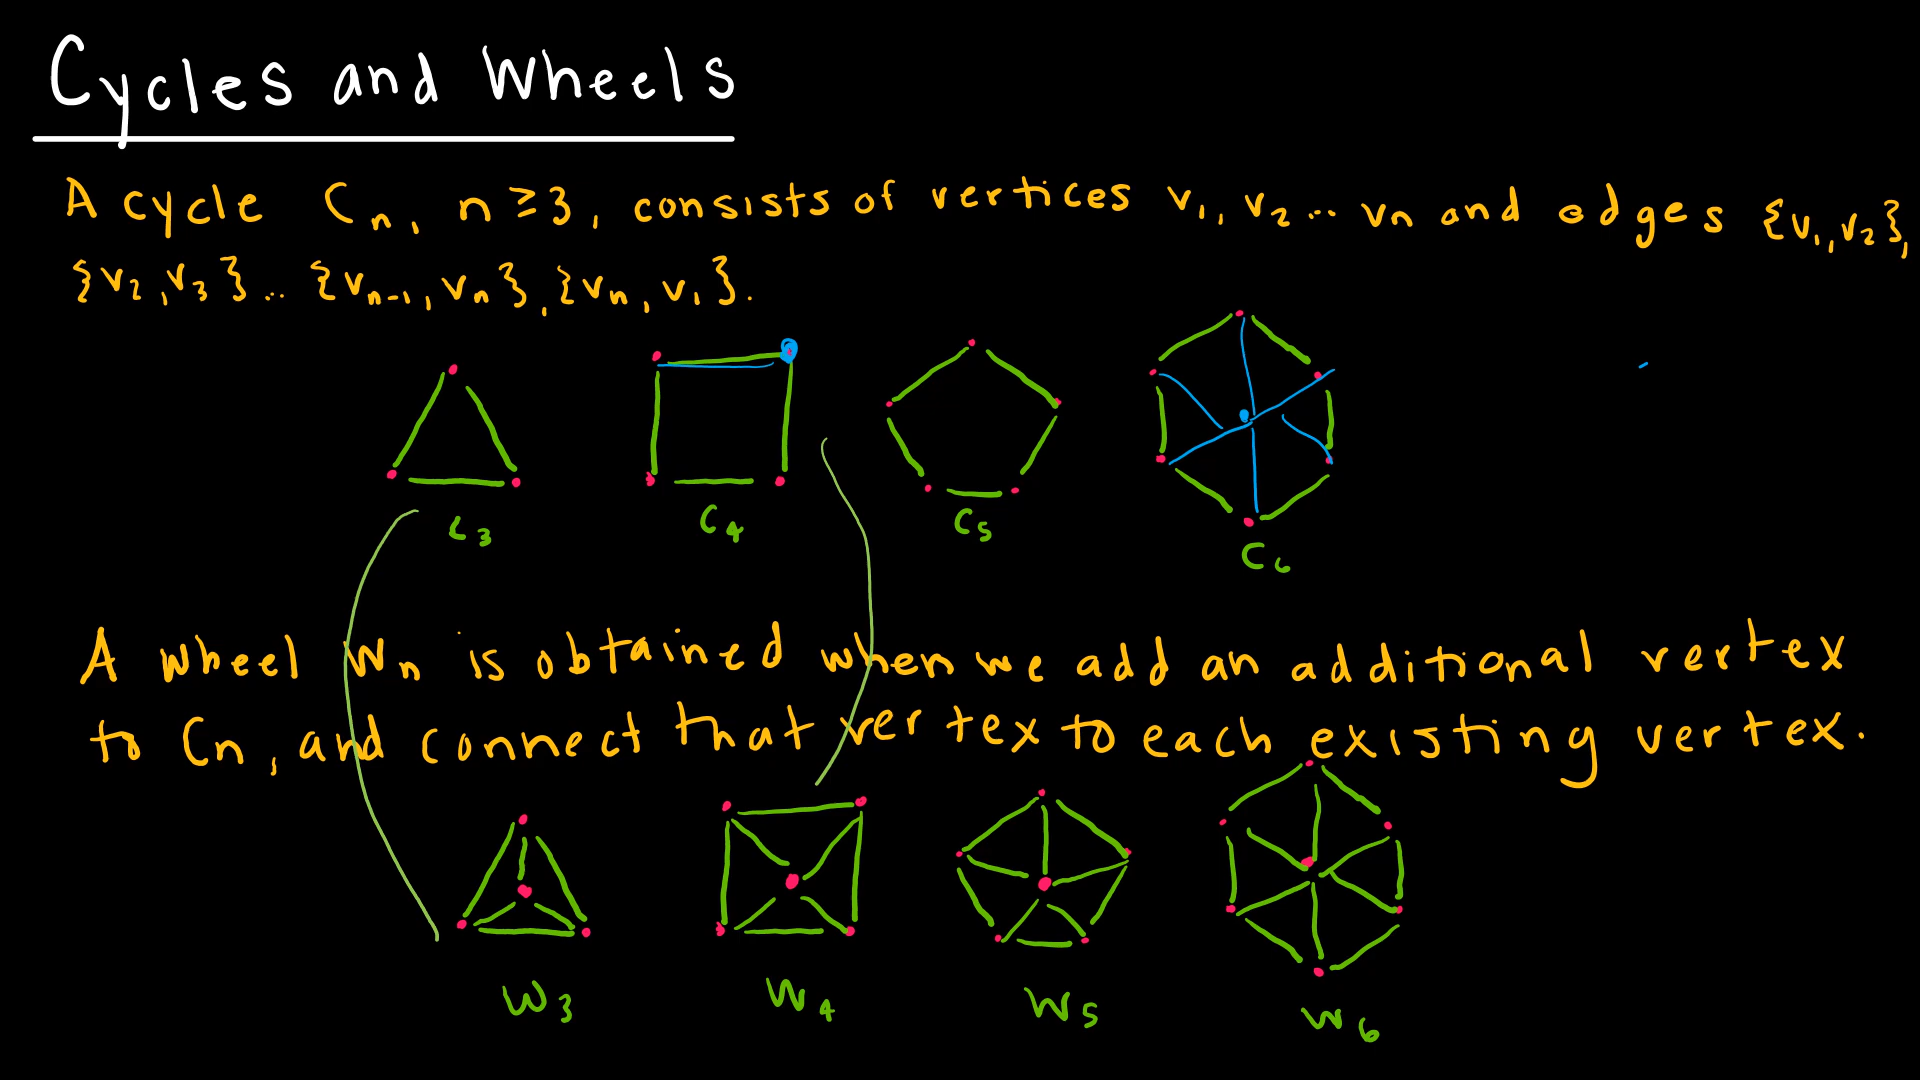 Cycles and Wheels
A cycle Cₙ, n ≥ 3, consists of vertices v₁, v₂... vₙ and edges {v₁,v₂},
{v₂,v₃}... {vₙ₋₁,vₙ},{vₙ,v₁}.
C₃ C₄ C₅ C₆
A wheel Wₙ is obtained when we add an additional vertex
to Cₙ, and connect that vertex to each existing vertex.
W₃ W₄ W₅ W₆